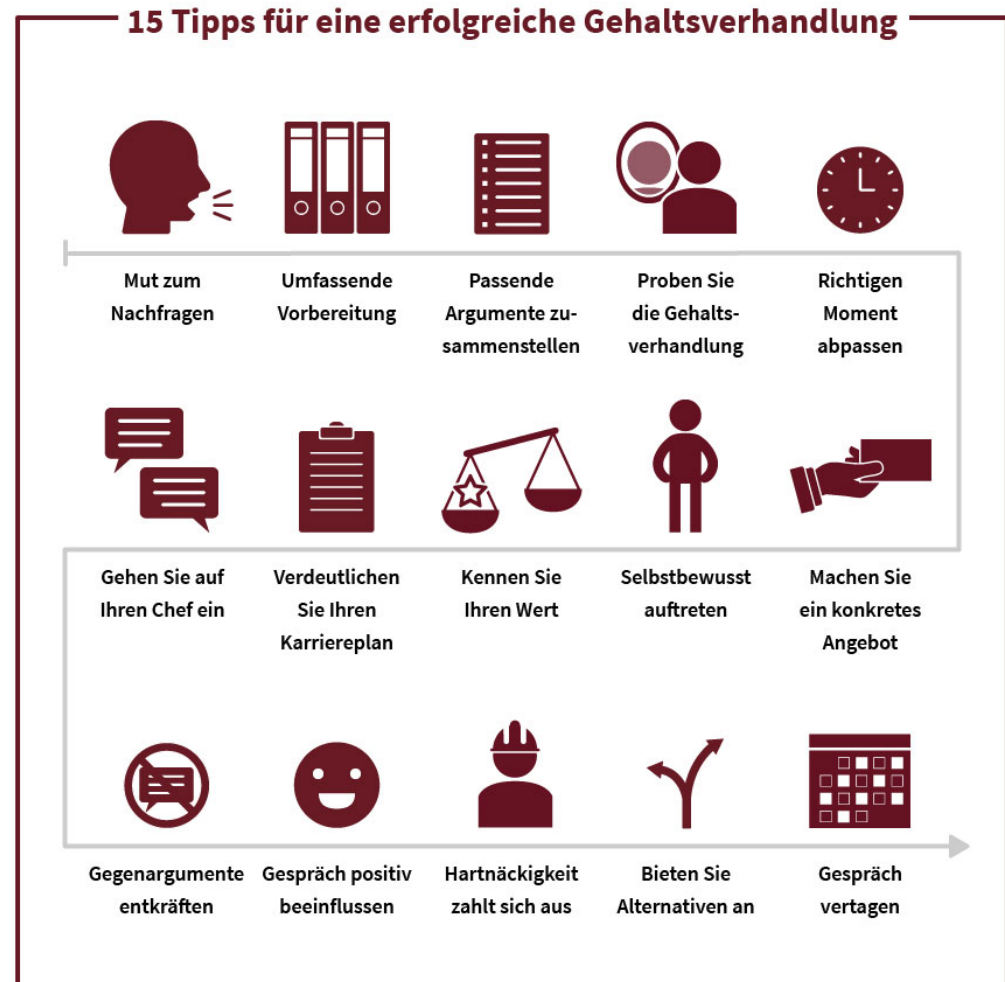 15 Tipps für eine erfolgreiche Gehaltsverhandlung
Mut zum
Nachfragen
Umfassende
Vorbereitung
Passende
Argumente zu-
sammenstellen
Proben Sie
die Gehalts-
verhandlung
Richtigen
Moment
abpassen
Gehen Sie auf
Ihren Chef ein
Verdeutlichen
Sie Ihren
Karriereplan
Kennen Sie
Ihren Wert
Selbstbewusst
auftreten
Machen Sie
ein konkretes
Angebot
Gegenargumente
entkräften
Gespräch positiv
beeinflussen
Hartnäckigkeit
zahlt sich aus
Bieten Sie
Alternativen an
Gespräch
vertagen